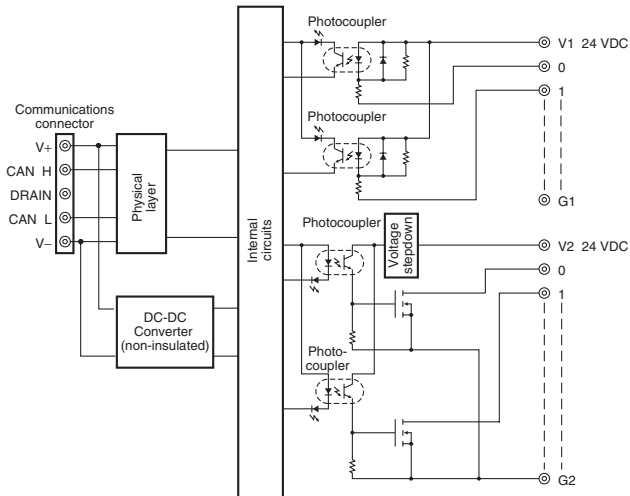 Communications
connector
V+
CAN H
DRAIN
CAN L
V−
Physical
layer
DC-DC
Converter
(non-insulated)
Internal
circuits
Photocoupler
V1 24 VDC
0
1
Photocoupler
G1
Photocoupler
Voltage
stepdown
V2 24 VDC
0
1
Photo-
coupler
G2